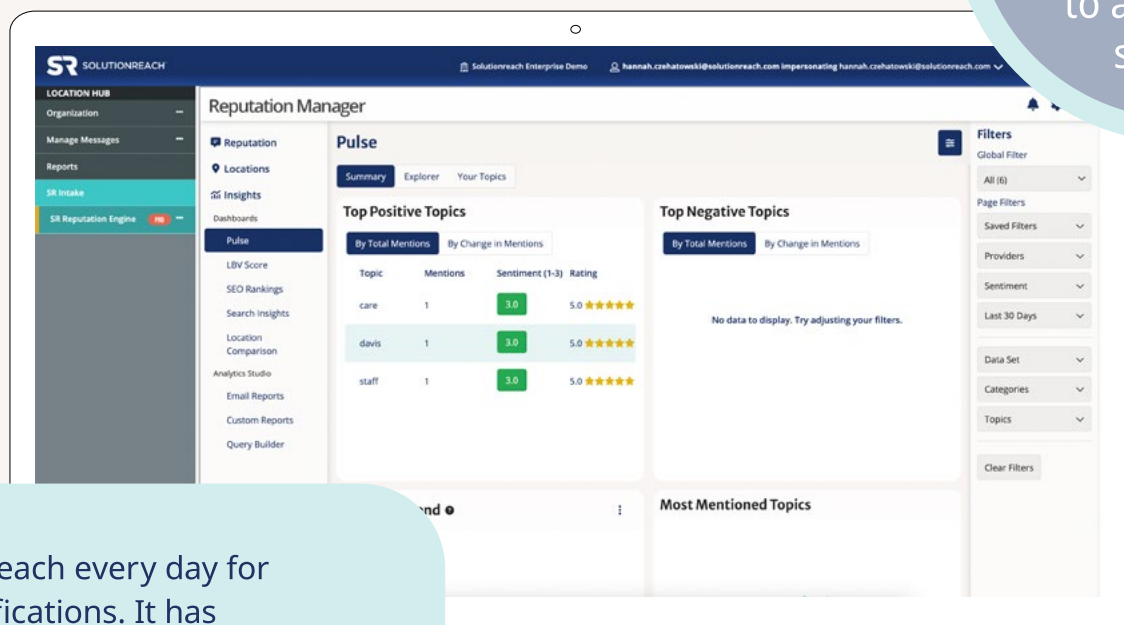 to a
s
SR SOLUTIONREACH
Solutionreach Enterprise Demo
hannah.czehatowski@solutionreach.com impersonating hannah.czehatowski@solutionreach.com
LOCATION HUB
Organization
Manage Messages
Reports
SR Intake
SR Reputation Engine
Reputation Manager
Reputation
Locations
Insights
Dashboards
Pulse
LBV Score
SEO Rankings
Search Insights
Location
Comparison
Analytics Studio
Email Reports
Custom Reports
Query Builder
Pulse
Summary Explorer Your Topics
Top Positive Topics
By Total Mentions By Change in Mentions
Topic Mentions Sentiment (1-3) Rating
care 1 3.0 5.0
davis 1 3.0 5.0
staff 1 3.0 5.0
Top Negative Topics
By Total Mentions By Change in Mentions
No data to display. Try adjusting your filters.
nd
Most Mentioned Topics
Filters
Global Filter
All (6)
Page Filters
Saved Filters
Providers
Sentiment
Last 30 Days
Data Set
Categories
Topics
Clear Filters
each every day for
fications. It has